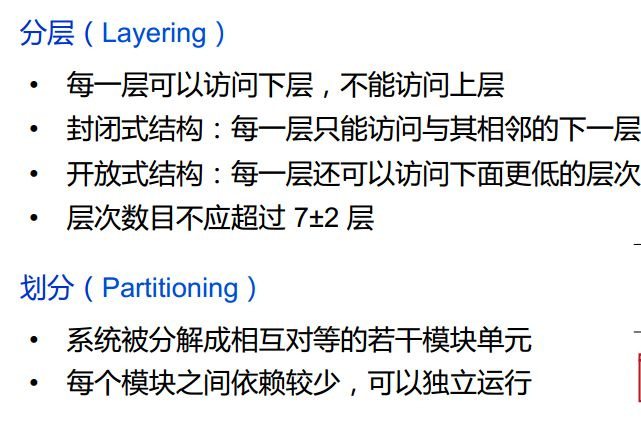 分层（Layering）
• 每一层可以访问下层，不能访问上层
• 封闭式结构：每一层只能访问与其相邻的下一层
• 开放式结构：每一层还可以访问下面更低的层次
• 层次数目不应超过 7±2 层
划分（Partitioning）
• 系统被分解成相互对等的若干模块单元
• 每个模块之间依赖较少，可以独立运行